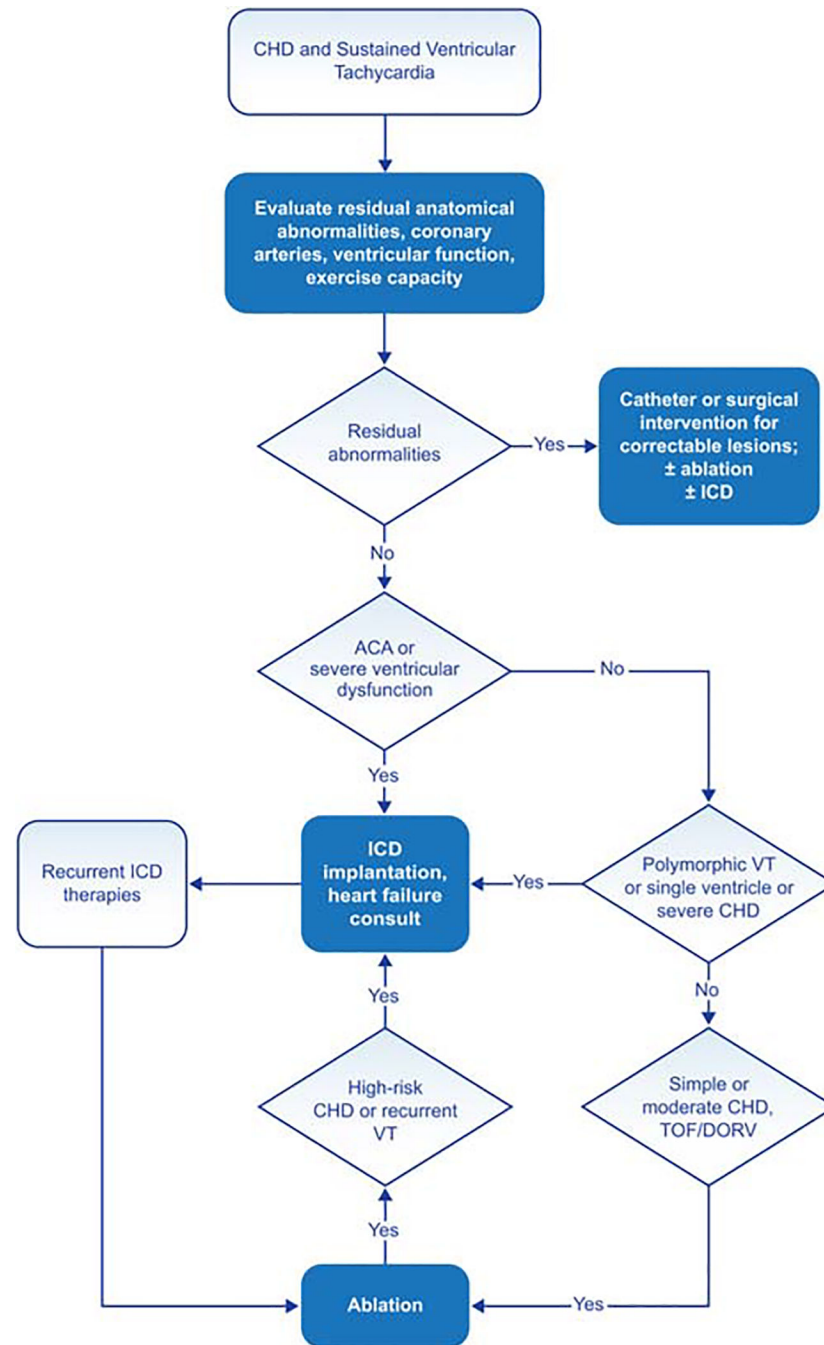 CHD and Sustained Ventricular
Tachycardia
Evaluate residual anatomical
abnormalities, coronary
arteries, ventricular function,
exercise capacity
Residual
abnormalities
Yes
Catheter or surgical
intervention for
correctable lesions;
± ablation
± ICD
No
ACA or
severe ventricular
dysfunction
No
Yes
Recurrent ICD
therapies
ICD
implantation,
heart failure
consult
Yes
Polymorphic VT
or single ventricle or
severe CHD
Yes
No
High-risk
CHD or recurrent
VT
Simple or
moderate CHD,
TOF/DORV
Yes
Ablation
Yes